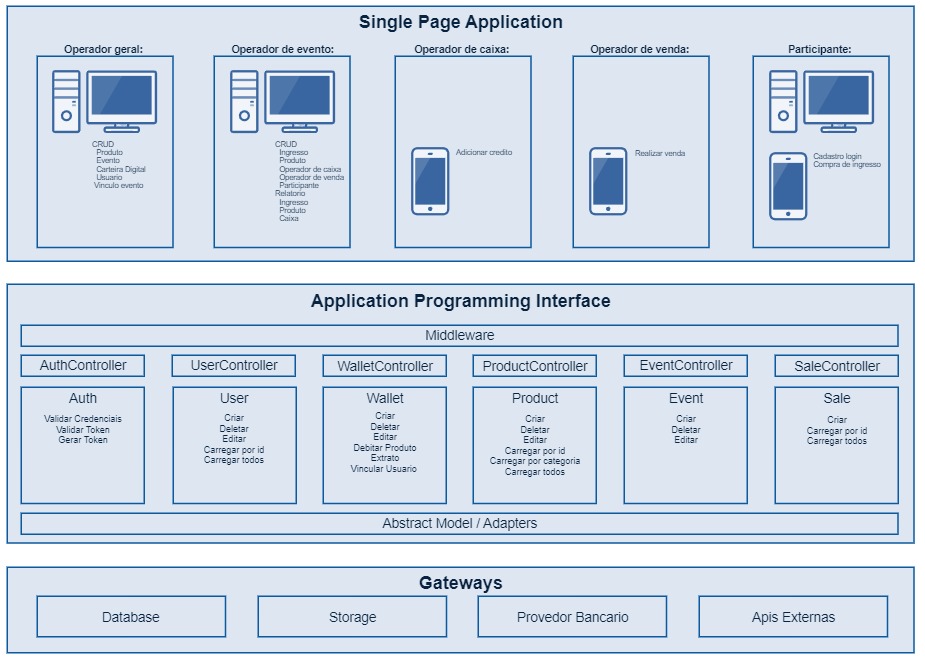 Single Page Application
Operador geral:
CRUD
Produto
Evento
Carteira Digital
Usuario
Vinculo evento
Operador de evento:
CRUD
Ingresso
Produto
Operador de caixa
Operador de venda
Participante
Relatorio
Ingresso
Produto
Caixa
Operador de caixa:
Adicionar credito
Operador de venda:
Realizar venda
Participante:
Cadastro login
Compra de ingresso
Application Programming Interface
Middleware
AuthController
UserController
WalletController
ProductController
EventController
SaleController
Auth
Validar Credenciais
Validar Token
Gerar Token
User
Criar
Deletar
Editar
Carregar por id
Carregar todos
Wallet
Criar
Deletar
Editar
Debitar Produto
Extrato
Vincular Usuario
Product
Criar
Deletar
Editar
Carregar por id
Carregar por categoria
Carregar todos
Event
Criar
Deletar
Editar
Sale
Criar
Carregar por id
Carregar todos
Abstract Model / Adapters
Gateways
Database
Storage
Provedor Bancario
Apis Externas